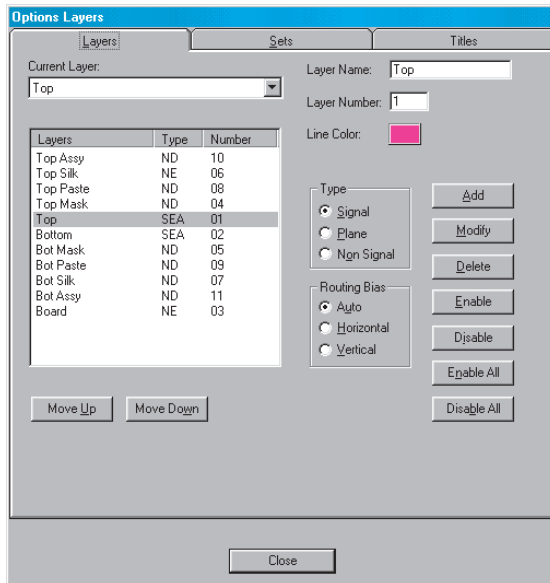 Options Layers
Layers Sets Titles
Current Layer:
Top
Layer Name: Top
Layer Number: 1
Line Color:
Layers Type Number
Top Assy ND 10
Top Silk NE 06
Top Paste ND 08
Top Mask ND 04
Top SEA 01
Bottom SEA 02
Bot Mask ND 05
Bot Paste ND 09
Bot Silk ND 07
Bot Assy ND 11
Board NE 03
Type
Signal
Plane
Non Signal
Routing Bias
Auto
Horizontal
Vertical
Add
Modify
Delete
Enable
Disable
Enable All
Disable All
Move Up Move Down
Close